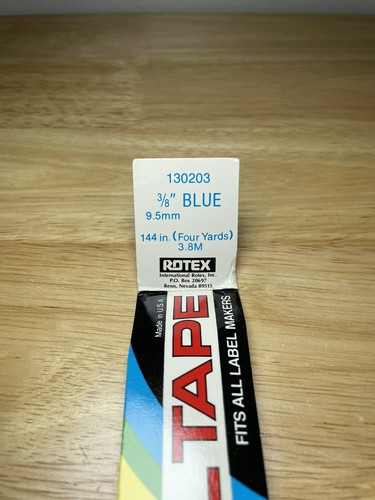 130203
3/8" BLUE
9.5mm
144 in. (Four Yards)
3.8M
ROTEX
International Rotex, Inc.
P.O. Box 20697
Reno, Nevada 89515
Made in U.S.A.
TAPE
FITS ALL LABEL MAKERS